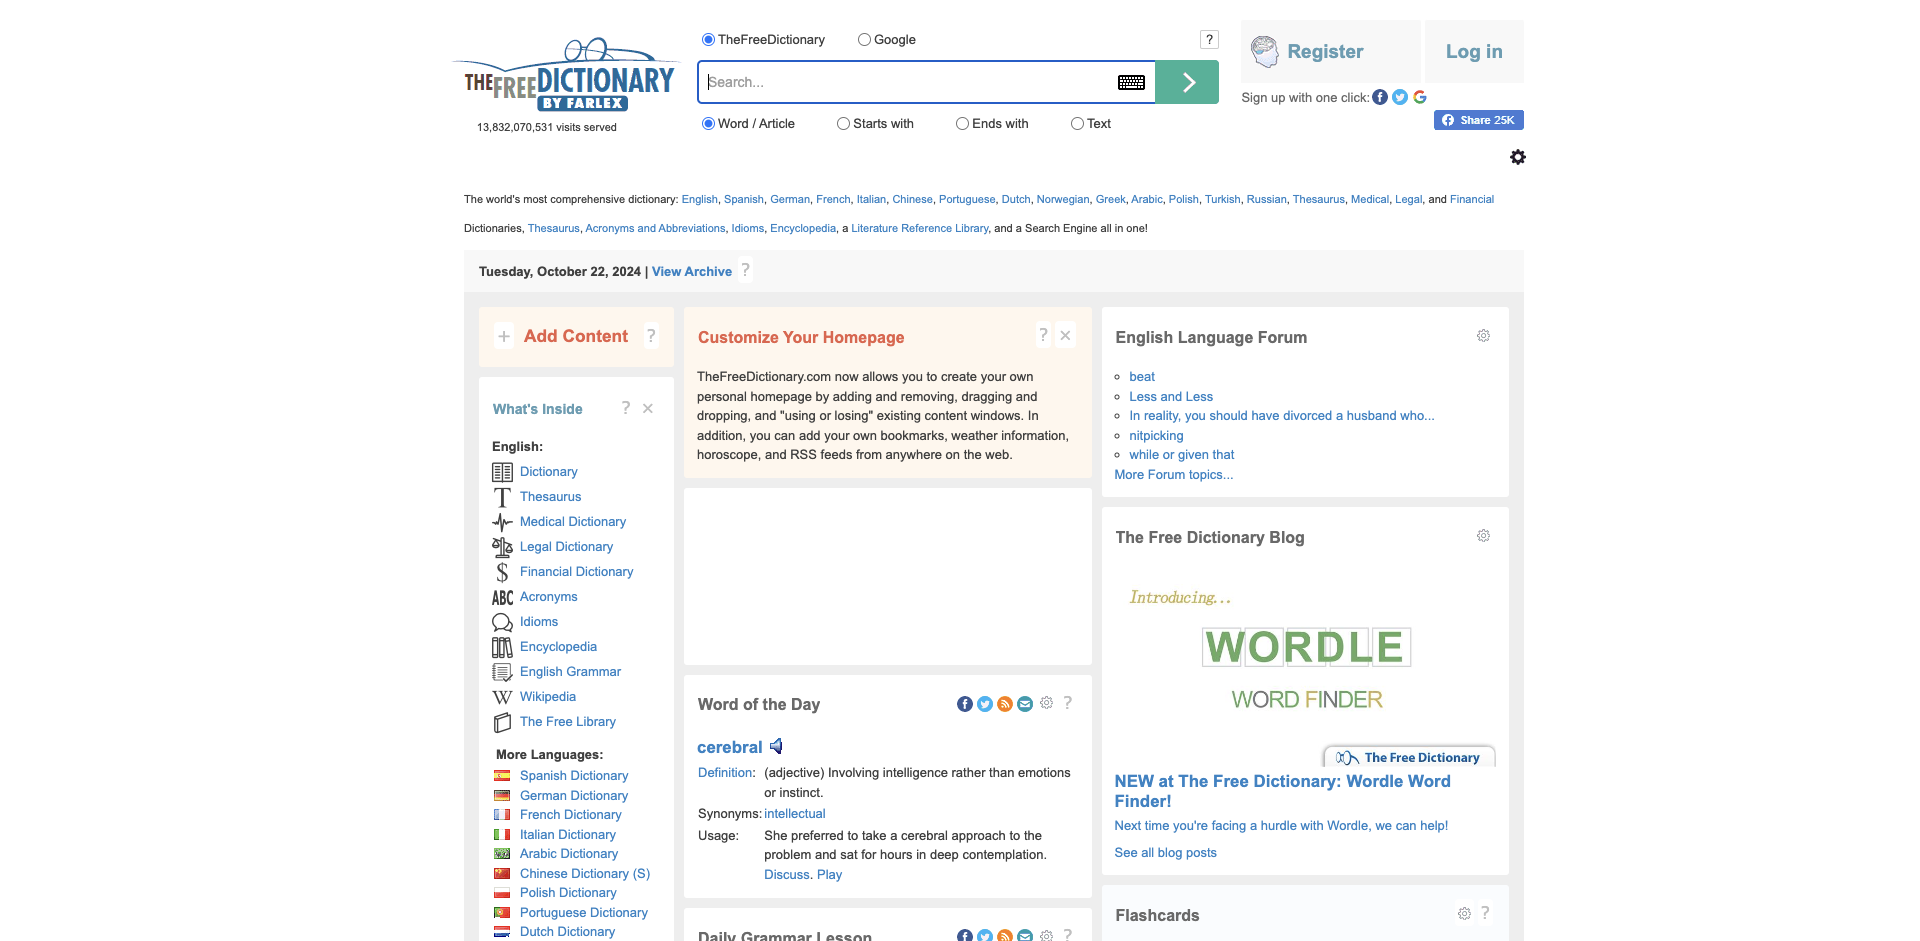 TheFreeDictionary Google ?
THE FREE DICTIONARY
BY FARLEX
13,832,070,531 visits served
Search...
Word / Article Starts with Ends with Text
Register Log in
Sign up with one click:
Share 25K
The world's most comprehensive dictionary: English, Spanish, German, French, Italian, Chinese, Portuguese, Dutch, Norwegian, Greek, Arabic, Polish, Turkish, Russian, Thesaurus, Medical, Legal, and Financial
Dictionaries, Thesaurus, Acronyms and Abbreviations, Idioms, Encyclopedia, a Literature Reference Library, and a Search Engine all in one!
Tuesday, October 22, 2024 | View Archive ?
+ Add Content ?
What's Inside ?
English:
Dictionary
T Thesaurus
Medical Dictionary
Legal Dictionary
$ Financial Dictionary
ABC Acronyms
Idioms
Encyclopedia
English Grammar
W Wikipedia
The Free Library
More Languages:
Spanish Dictionary
German Dictionary
French Dictionary
Italian Dictionary
Arabic Dictionary
Chinese Dictionary (S)
Polish Dictionary
Portuguese Dictionary
Dutch Dictionary
Customize Your Homepage ?
TheFreeDictionary.com now allows you to create your own
personal homepage by adding and removing, dragging and
dropping, and "using or losing" existing content windows. In
addition, you can add your own bookmarks, weather information,
horoscope, and RSS feeds from anywhere on the web.
Word of the Day ?
cerebral
Definition: (adjective) Involving intelligence rather than emotions
or instinct.
Synonyms: intellectual
Usage: She preferred to take a cerebral approach to the
problem and sat for hours in deep contemplation.
Discuss. Play
Daily Grammar Lesson ?
English Language Forum
beat
Less and Less
In reality, you should have divorced a husband who...
nitpicking
while or given that
More Forum topics...
The Free Dictionary Blog
Introducing...
WORDLE
WORD FINDER
The Free Dictionary
NEW at The Free Dictionary: Wordle Word
Finder!
Next time you're facing a hurdle with Wordle, we can help!
See all blog posts
Flashcards ?